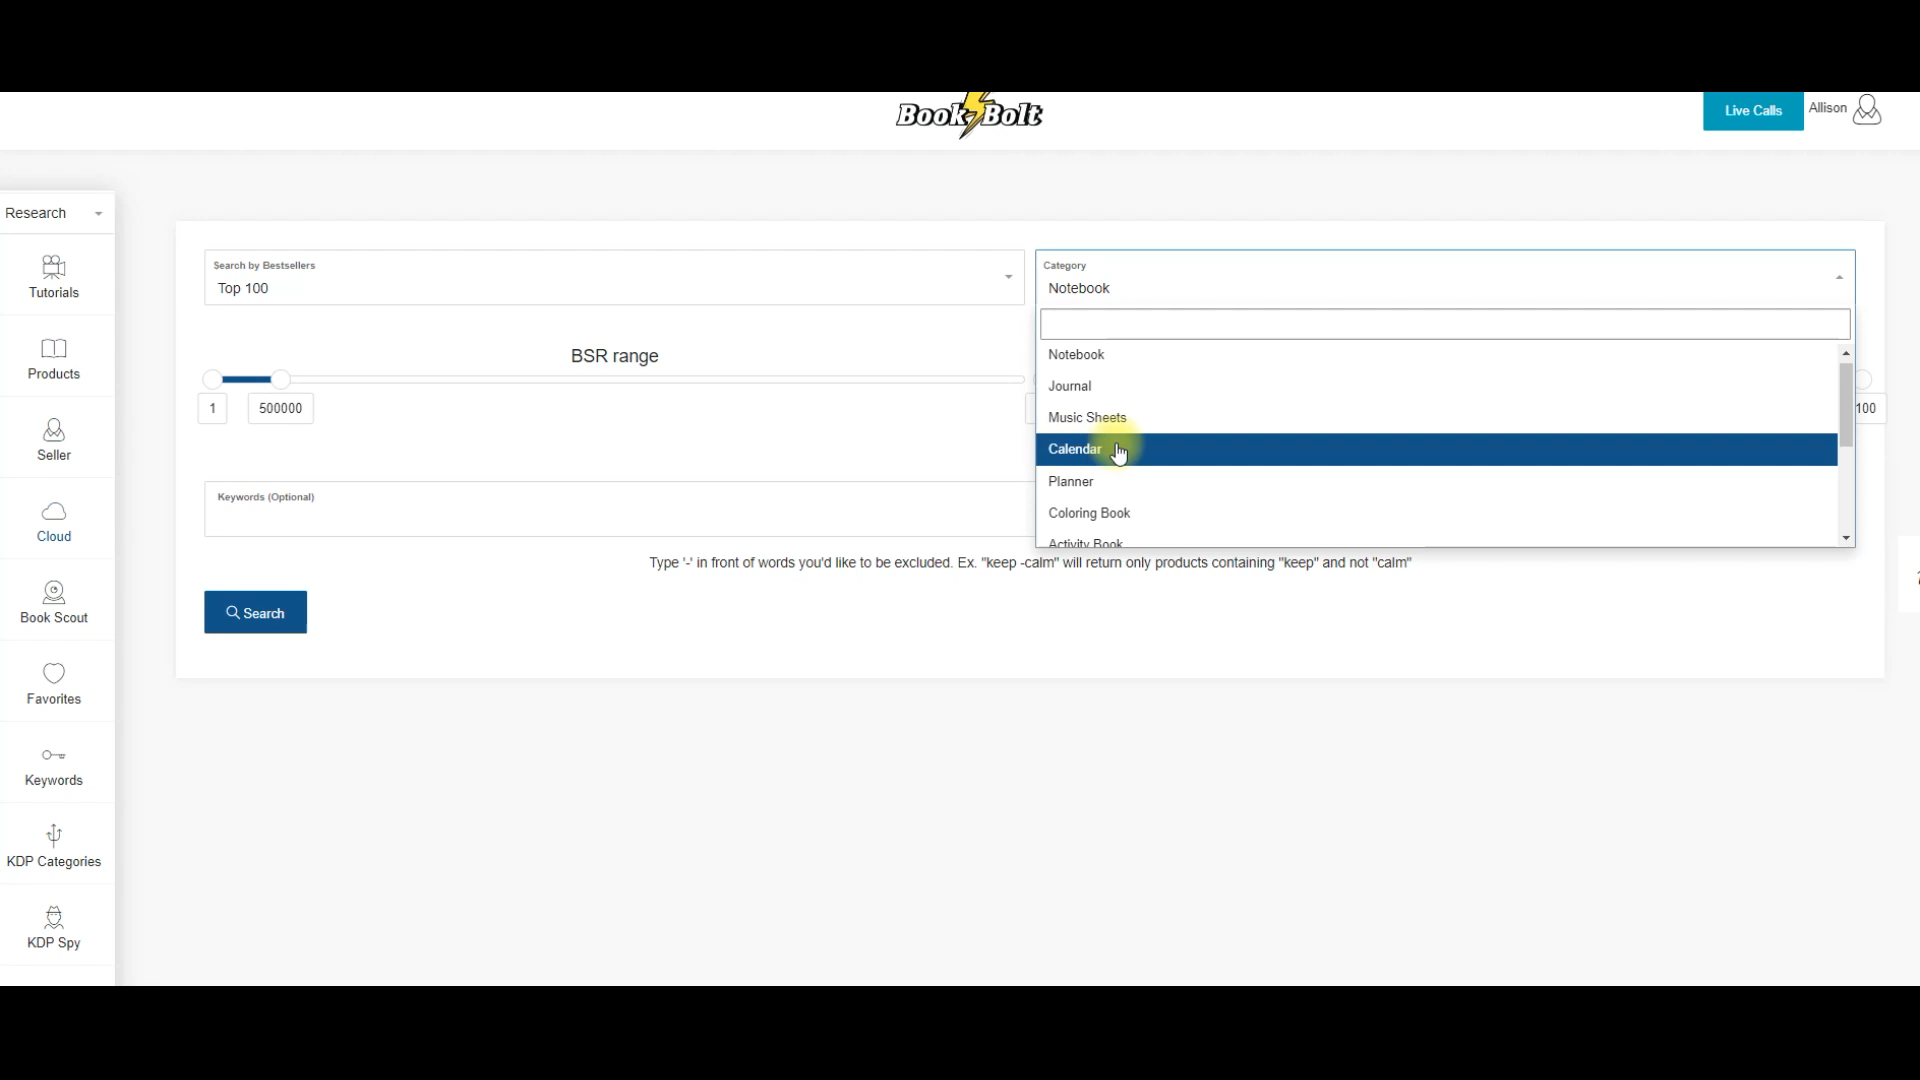 Book Bolt
Live Calls
Allison
Research
Tutorials
Products
Seller
Cloud
Book Scout
Favorites
Keywords
KDP Categories
KDP Spy
Search by Bestsellers
Top 100
Category
Notebook
BSR range
1
500000
Notebook
Journal
Music Sheets
Calendar
Planner
Coloring Book
Activity Book
100
Keywords (Optional)
Type '-' in front of words you'd like to be excluded. Ex. "keep -calm" will return only products containing "keep" and not "calm"
Search